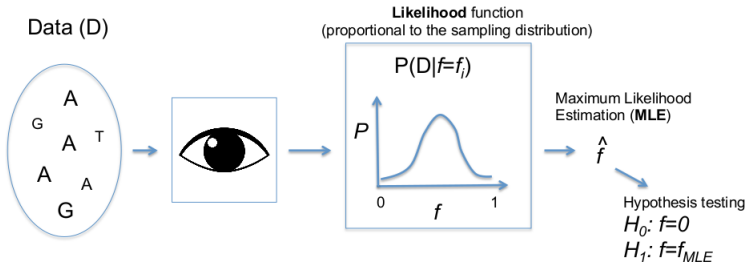 Data (D)
A
G
T
A
A
A
G
Likelihood function
(proportional to the sampling distribution)
P(D|f=fᵢ)
P
0
1
f
Maximum Likelihood
Estimation (MLE)
f̂
Hypothesis testing
H₀: f=0
H₁: f=f_MLE